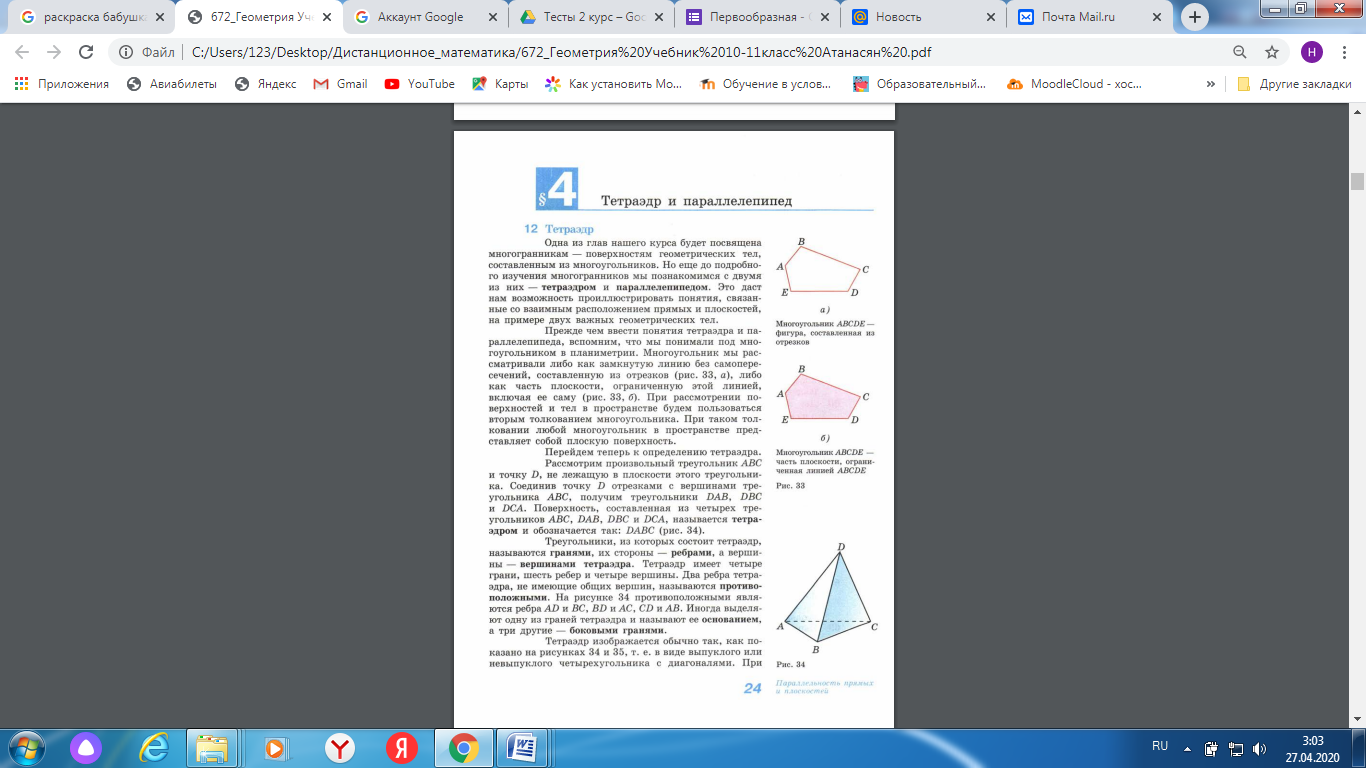 раскраска бабушка
672_Геометрия Уч
Аккаунт Google
Тесты 2 курс – Goo
Первообразная - G
Новость
Почта Mail.ru
Файл
C:/Users/123/Desktop/Дистанционное_математика/672_Геометрия%20Учебник%2010-11класс%20Атанасян%20.pdf
Н
Приложения
Авиабилеты
Яндекс
Gmail
YouTube
Карты
Как установить Mo...
Обучение в услов...
Образовательный...
MoodleCloud - хос...
»
Другие закладки
§4
Тетраэдр и параллелепипед
12 Тетраэдр
Одна из глав нашего курса будет посвящена
многогранникам — поверхностям геометрических тел,
составленным из многоугольников. Но еще до подробно-
го изучения многогранников мы познакомимся с двумя
из них — тетраэдром и параллелепипедом. Это даст
нам возможность проиллюстрировать понятия, связан-
ные со взаимным расположением прямых и плоскостей,
на примере двух важных геометрических тел.
Прежде чем ввести понятия тетраэдра и па-
раллелепипеда, вспомним, что мы понимали под мно-
гоугольником в планиметрии. Многоугольник мы рас-
сматривали либо как замкнутую линию без самопере-
сечений, составленную из отрезков (рис. 33, а), либо
как часть плоскости, ограниченную этой линией,
включая ее саму (рис. 33, б). При рассмотрении по-
верхностей и тел в пространстве будем пользоваться
вторым толкованием многоугольника. При таком тол-
ковании любой многоугольник в пространстве пред-
ставляет собой плоскую поверхность.
Перейдем теперь к определению тетраэдра.
Рассмотрим произвольный треугольник ABC
и точку D, не лежащую в плоскости этого треугольни-
ка. Соединив точку D отрезками с вершинами тре-
угольника ABC, получим треугольники DAB, DBC
и DCA. Поверхность, составленная из четырех тре-
угольников ABC, DAB, DBC и DCA, называется тетра-
эдром и обозначается так: DABC (рис. 34).
Треугольники, из которых состоит тетраэдр,
называются гранями, их стороны — ребрами, а верши-
ны — вершинами тетраэдра. Тетраэдр имеет четыре
грани, шесть ребер и четыре вершины. Два ребра тетра-
эдра, не имеющие общих вершин, называются противо-
положными. На рисунке 34 противоположными явля-
ются ребра AD и BC, BD и AC, CD и AB. Иногда выделя-
ют одну из граней тетраэдра и называют ее основанием,
а три другие — боковыми гранями.
Тетраэдр изображается обычно так, как по-
казано на рисунках 34 и 35, т. е. в виде выпуклого или
невыпуклого четырехугольника с диагоналями. При
B
A
C
E
D
а)
Многоугольник ABCDE —
фигура, составленная из
отрезков
B
A
C
E
D
б)
Многоугольник ABCDE —
часть плоскости, ограни-
ченная линией ABCDE
Рис. 33
D
A
C
B
Рис. 34
24
Параллельность прямых
и плоскостей
RU
3:03
27.04.2020